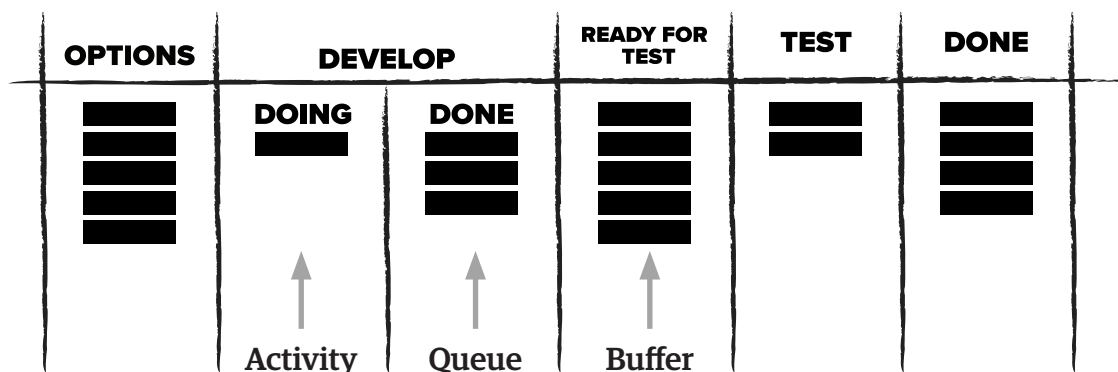 OPTIONS
DEVELOP
READY FOR
TEST
TEST
DONE
DOING
DONE
Activity
Queue
Buffer